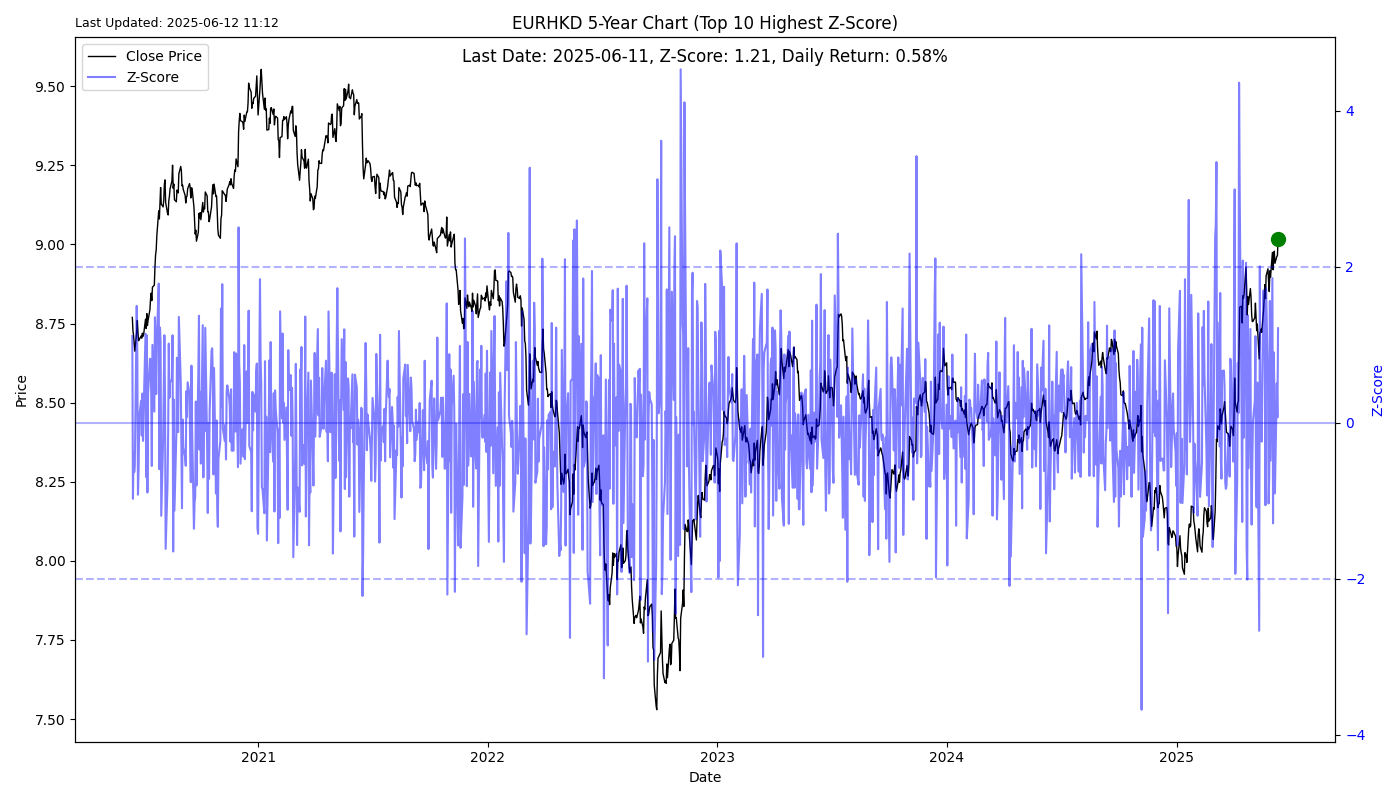 Last Updated: 2025-06-12 11:12
EURHKD 5-Year Chart (Top 10 Highest Z-Score)
Last Date: 2025-06-11, Z-Score: 1.21, Daily Return: 0.58%
Close Price
Z-Score
9.50
9.25
9.00
8.75
8.50
8.25
8.00
7.75
7.50
Price
4
2
0
−2
−4
Z-Score
2021
2022
2023
2024
2025
Date